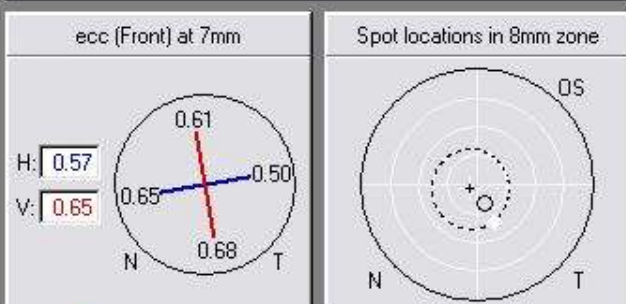 ecc (Front) at 7mm
0.61
H: 0.57
0.50
0.65
V: 0.65
0.68
N
T
Spot locations in 8mm zone
OS
N
T